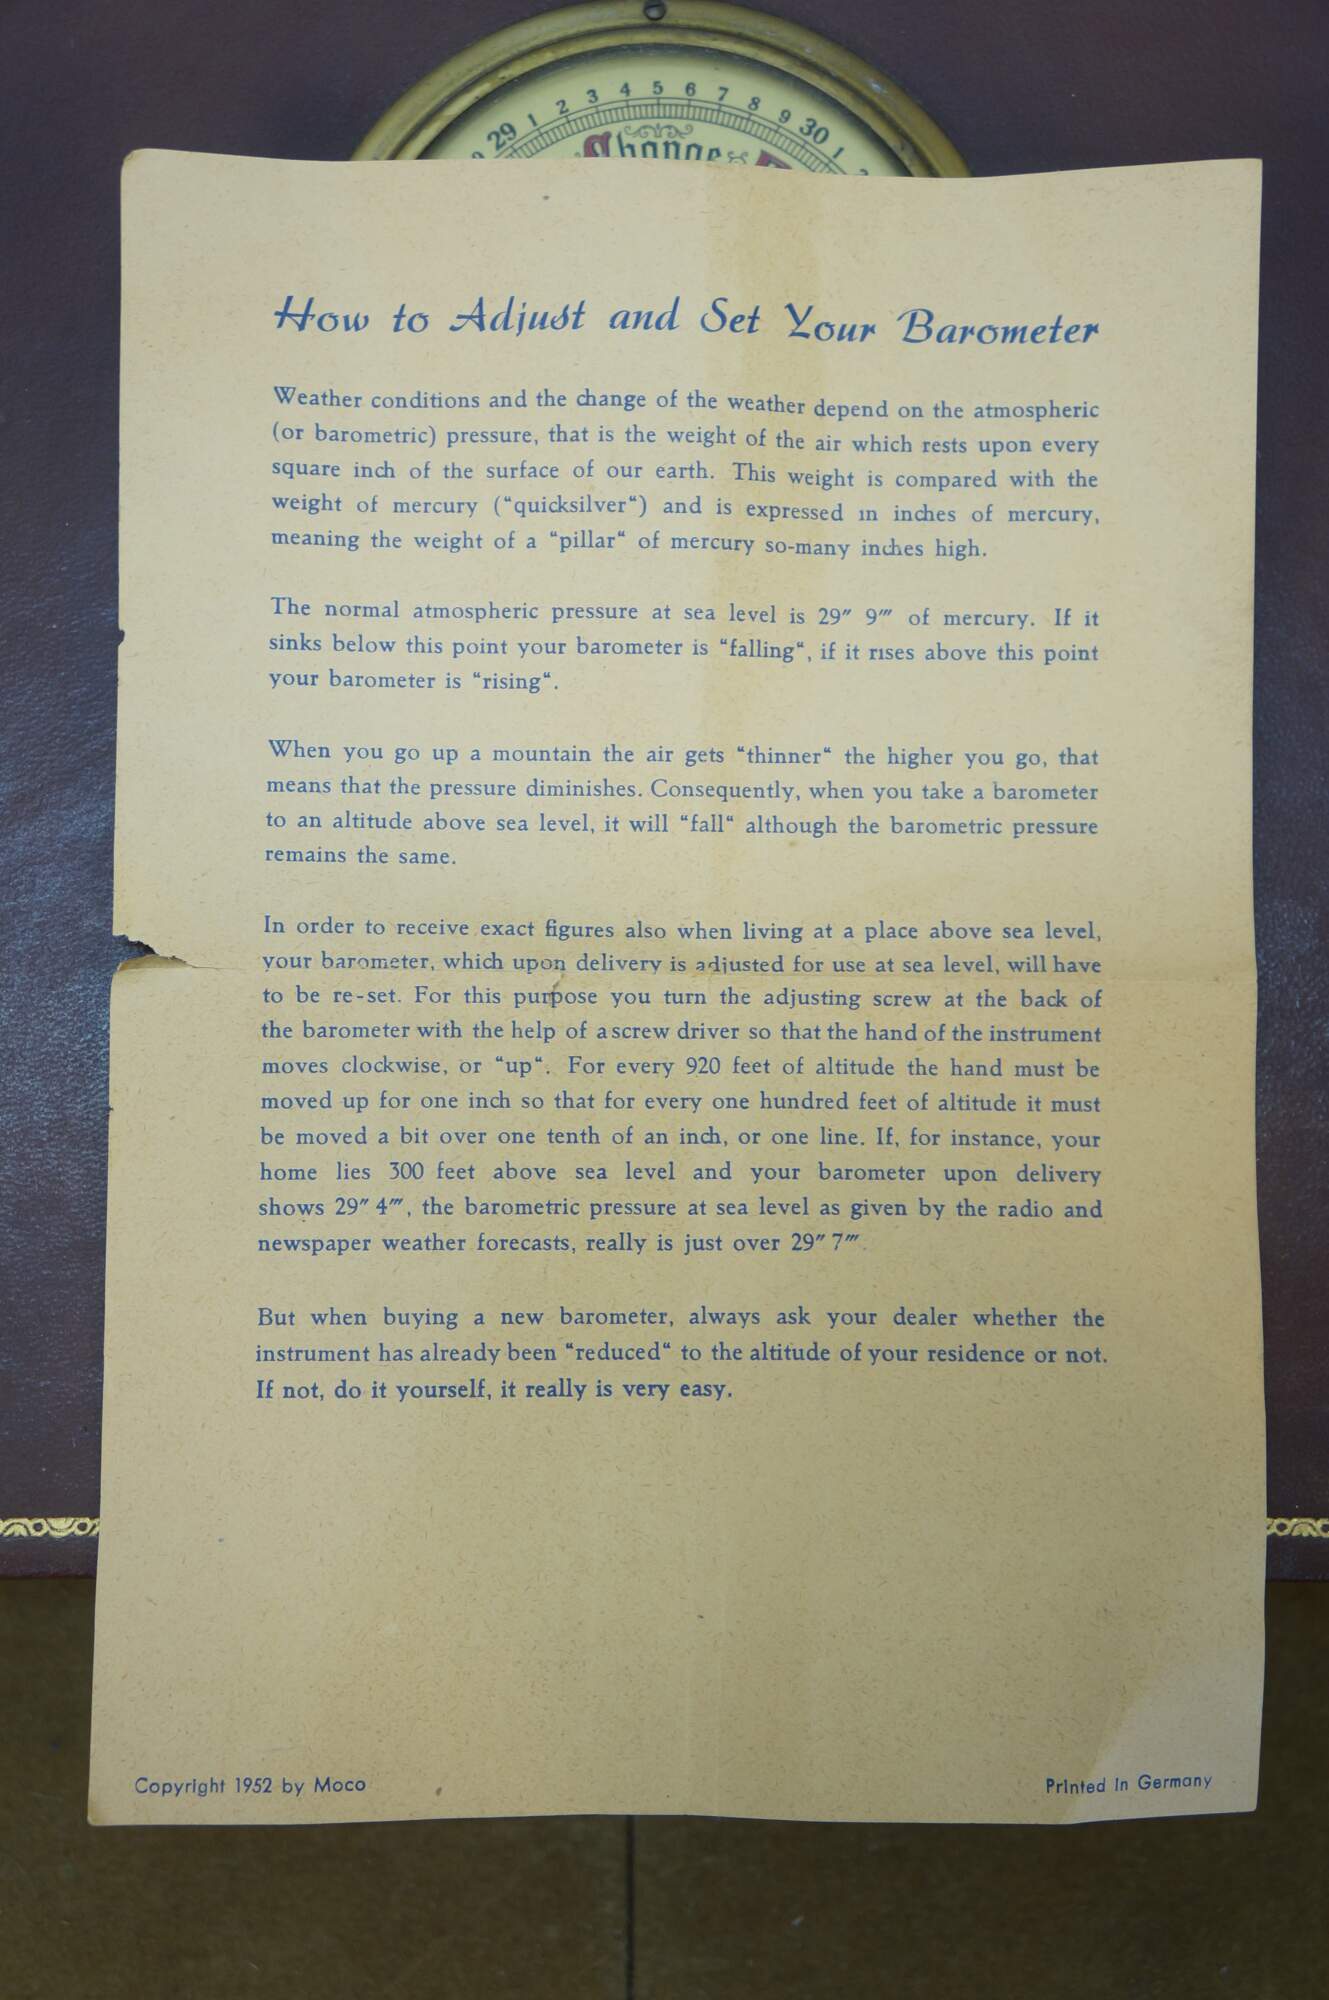 29 1 2 3 4 5 6 7 8 9 30 1
Change
How to Adjust and Set Your Barometer
Weather conditions and the change of the weather depend on the atmospheric
(or barometric) pressure, that is the weight of the air which rests upon every
square inch of the surface of our earth. This weight is compared with the
weight of mercury (“quicksilver“) and is expressed in inches of mercury,
meaning the weight of a “pillar“ of mercury so-many inches high.
The normal atmospheric pressure at sea level is 29″ 9‴ of mercury. If it
sinks below this point your barometer is “falling“, if it rises above this point
your barometer is “rising“.
When you go up a mountain the air gets “thinner“ the higher you go, that
means that the pressure diminishes. Consequently, when you take a barometer
to an altitude above sea level, it will “fall“ although the barometric pressure
remains the same.
In order to receive exact figures also when living at a place above sea level,
your barometer, which upon delivery is adjusted for use at sea level, will have
to be re-set. For this purpose you turn the adjusting screw at the back of
the barometer with the help of a screw driver so that the hand of the instrument
moves clockwise, or “up“. For every 920 feet of altitude the hand must be
moved up for one inch so that for every one hundred feet of altitude it must
be moved a bit over one tenth of an inch, or one line. If, for instance, your
home lies 300 feet above sea level and your barometer upon delivery
shows 29″ 4‴, the barometric pressure at sea level as given by the radio and
newspaper weather forecasts, really is just over 29″ 7‴.
But when buying a new barometer, always ask your dealer whether the
instrument has already been “reduced“ to the altitude of your residence or not.
If not, do it yourself, it really is very easy.
Copyright 1952 by Moco
Printed in Germany